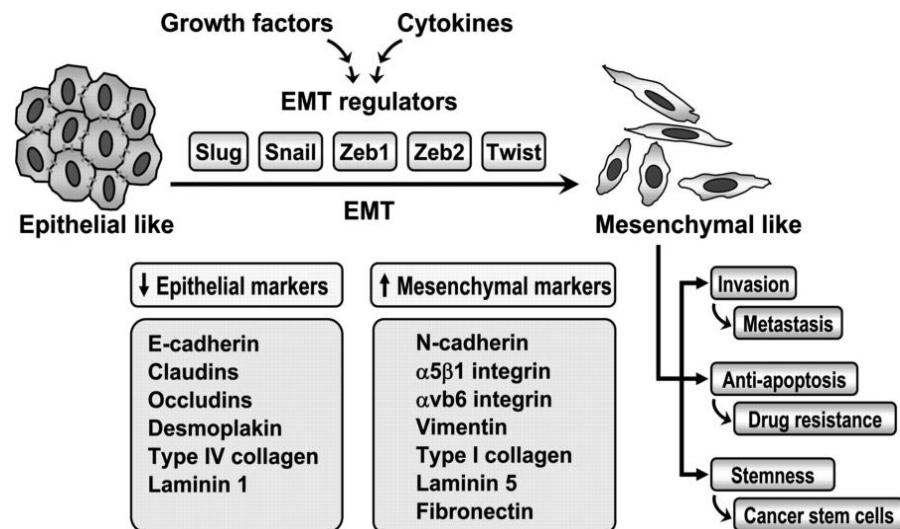 Growth factors
Cytokines
EMT regulators
Slug
Snail
Zeb1
Zeb2
Twist
EMT
Epithelial like
Mesenchymal like
↓ Epithelial markers
E-cadherin
Claudins
Occludins
Desmoplakin
Type IV collagen
Laminin 1
↑ Mesenchymal markers
N-cadherin
α5β1 integrin
αvb6 integrin
Vimentin
Type I collagen
Laminin 5
Fibronectin
Invasion
Metastasis
Anti-apoptosis
Drug resistance
Stemness
Cancer stem cells